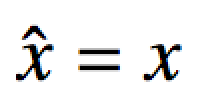 x̂ = x